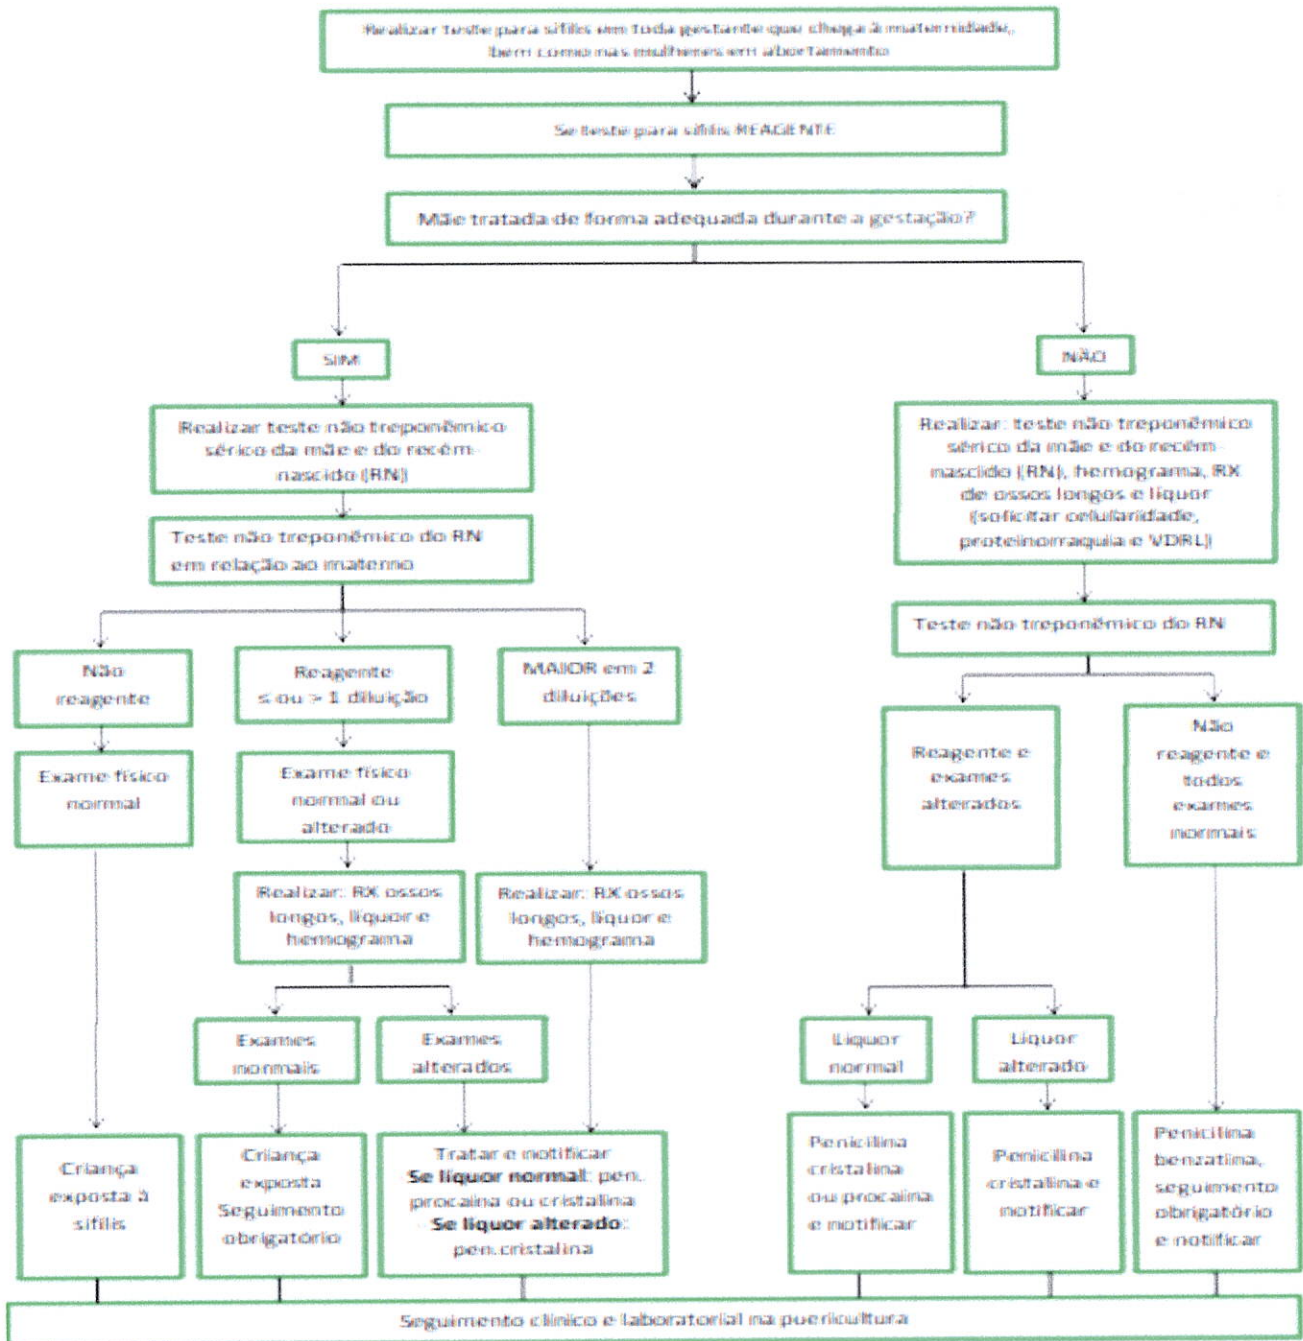 Realizar teste para sífilis em toda gestante que chega à maternidade,
bem como nas mulheres em abortamento
Se teste para sífilis REAGENTE
Mãe tratada de forma adequada durante a gestação?
SIM
NÃO
Realizar teste não treponêmico
sérico da mãe e do recém-
nascido (RN)
Realizar: teste não treponêmico
sérico da mãe e do recém-
nascido (RN), hemograma, RX
de ossos longos e líquor
(solicitar celularidade,
proteinorraquia e VDRL)
Teste não treponêmico do RN
em relação ao materno
Teste não treponêmico do RN
Não
reagente
Reagente
≤ ou > 1 diluição
MAIOR em 2
diluições
Reagente e
exames
alterados
Não
reagente e
todos
exames
normais
Exame físico
normal
Exame físico
normal ou
alterado
Realizar: RX ossos
longos, líquor e
hemograma
Realizar: RX ossos
longos, líquor e
hemograma
Exames
normais
Exames
alterados
Líquor
normal
Líquor
alterado
Criança
exposta à
sífilis
Criança
exposta
Seguimento
obrigatório
Tratar e notificar
Se líquor normal: pen.
procaína ou cristalina
Se líquor alterado:
pen.cristalina
Penicilina
cristalina
ou procaína
e notificar
Penicilina
cristalina e
notificar
Penicilina
benzatina,
seguimento
obrigatório
e notificar
Seguimento clínico e laboratorial na puericultura